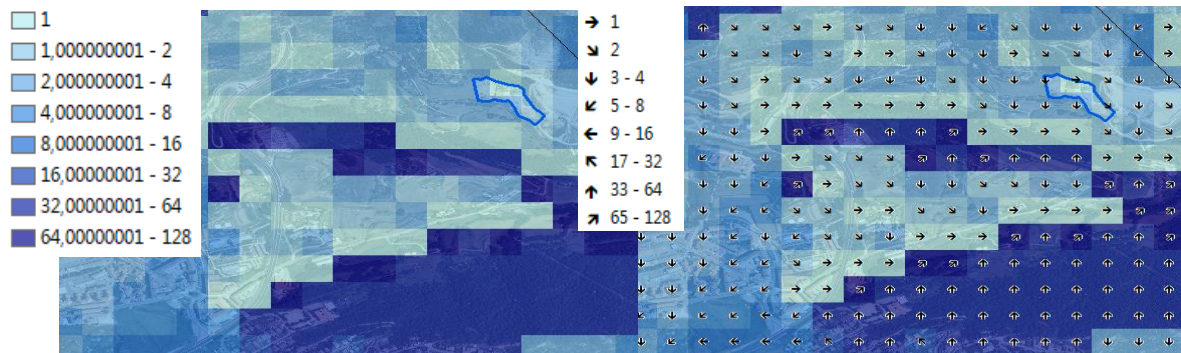 1
1,000000001 - 2
2,000000001 - 4
4,000000001 - 8
8,00000001 - 16
16,00000001 - 32
32,00000001 - 64
64,00000001 - 128
1
2
3 - 4
5 - 8
9 - 16
17 - 32
33 - 64
65 - 128